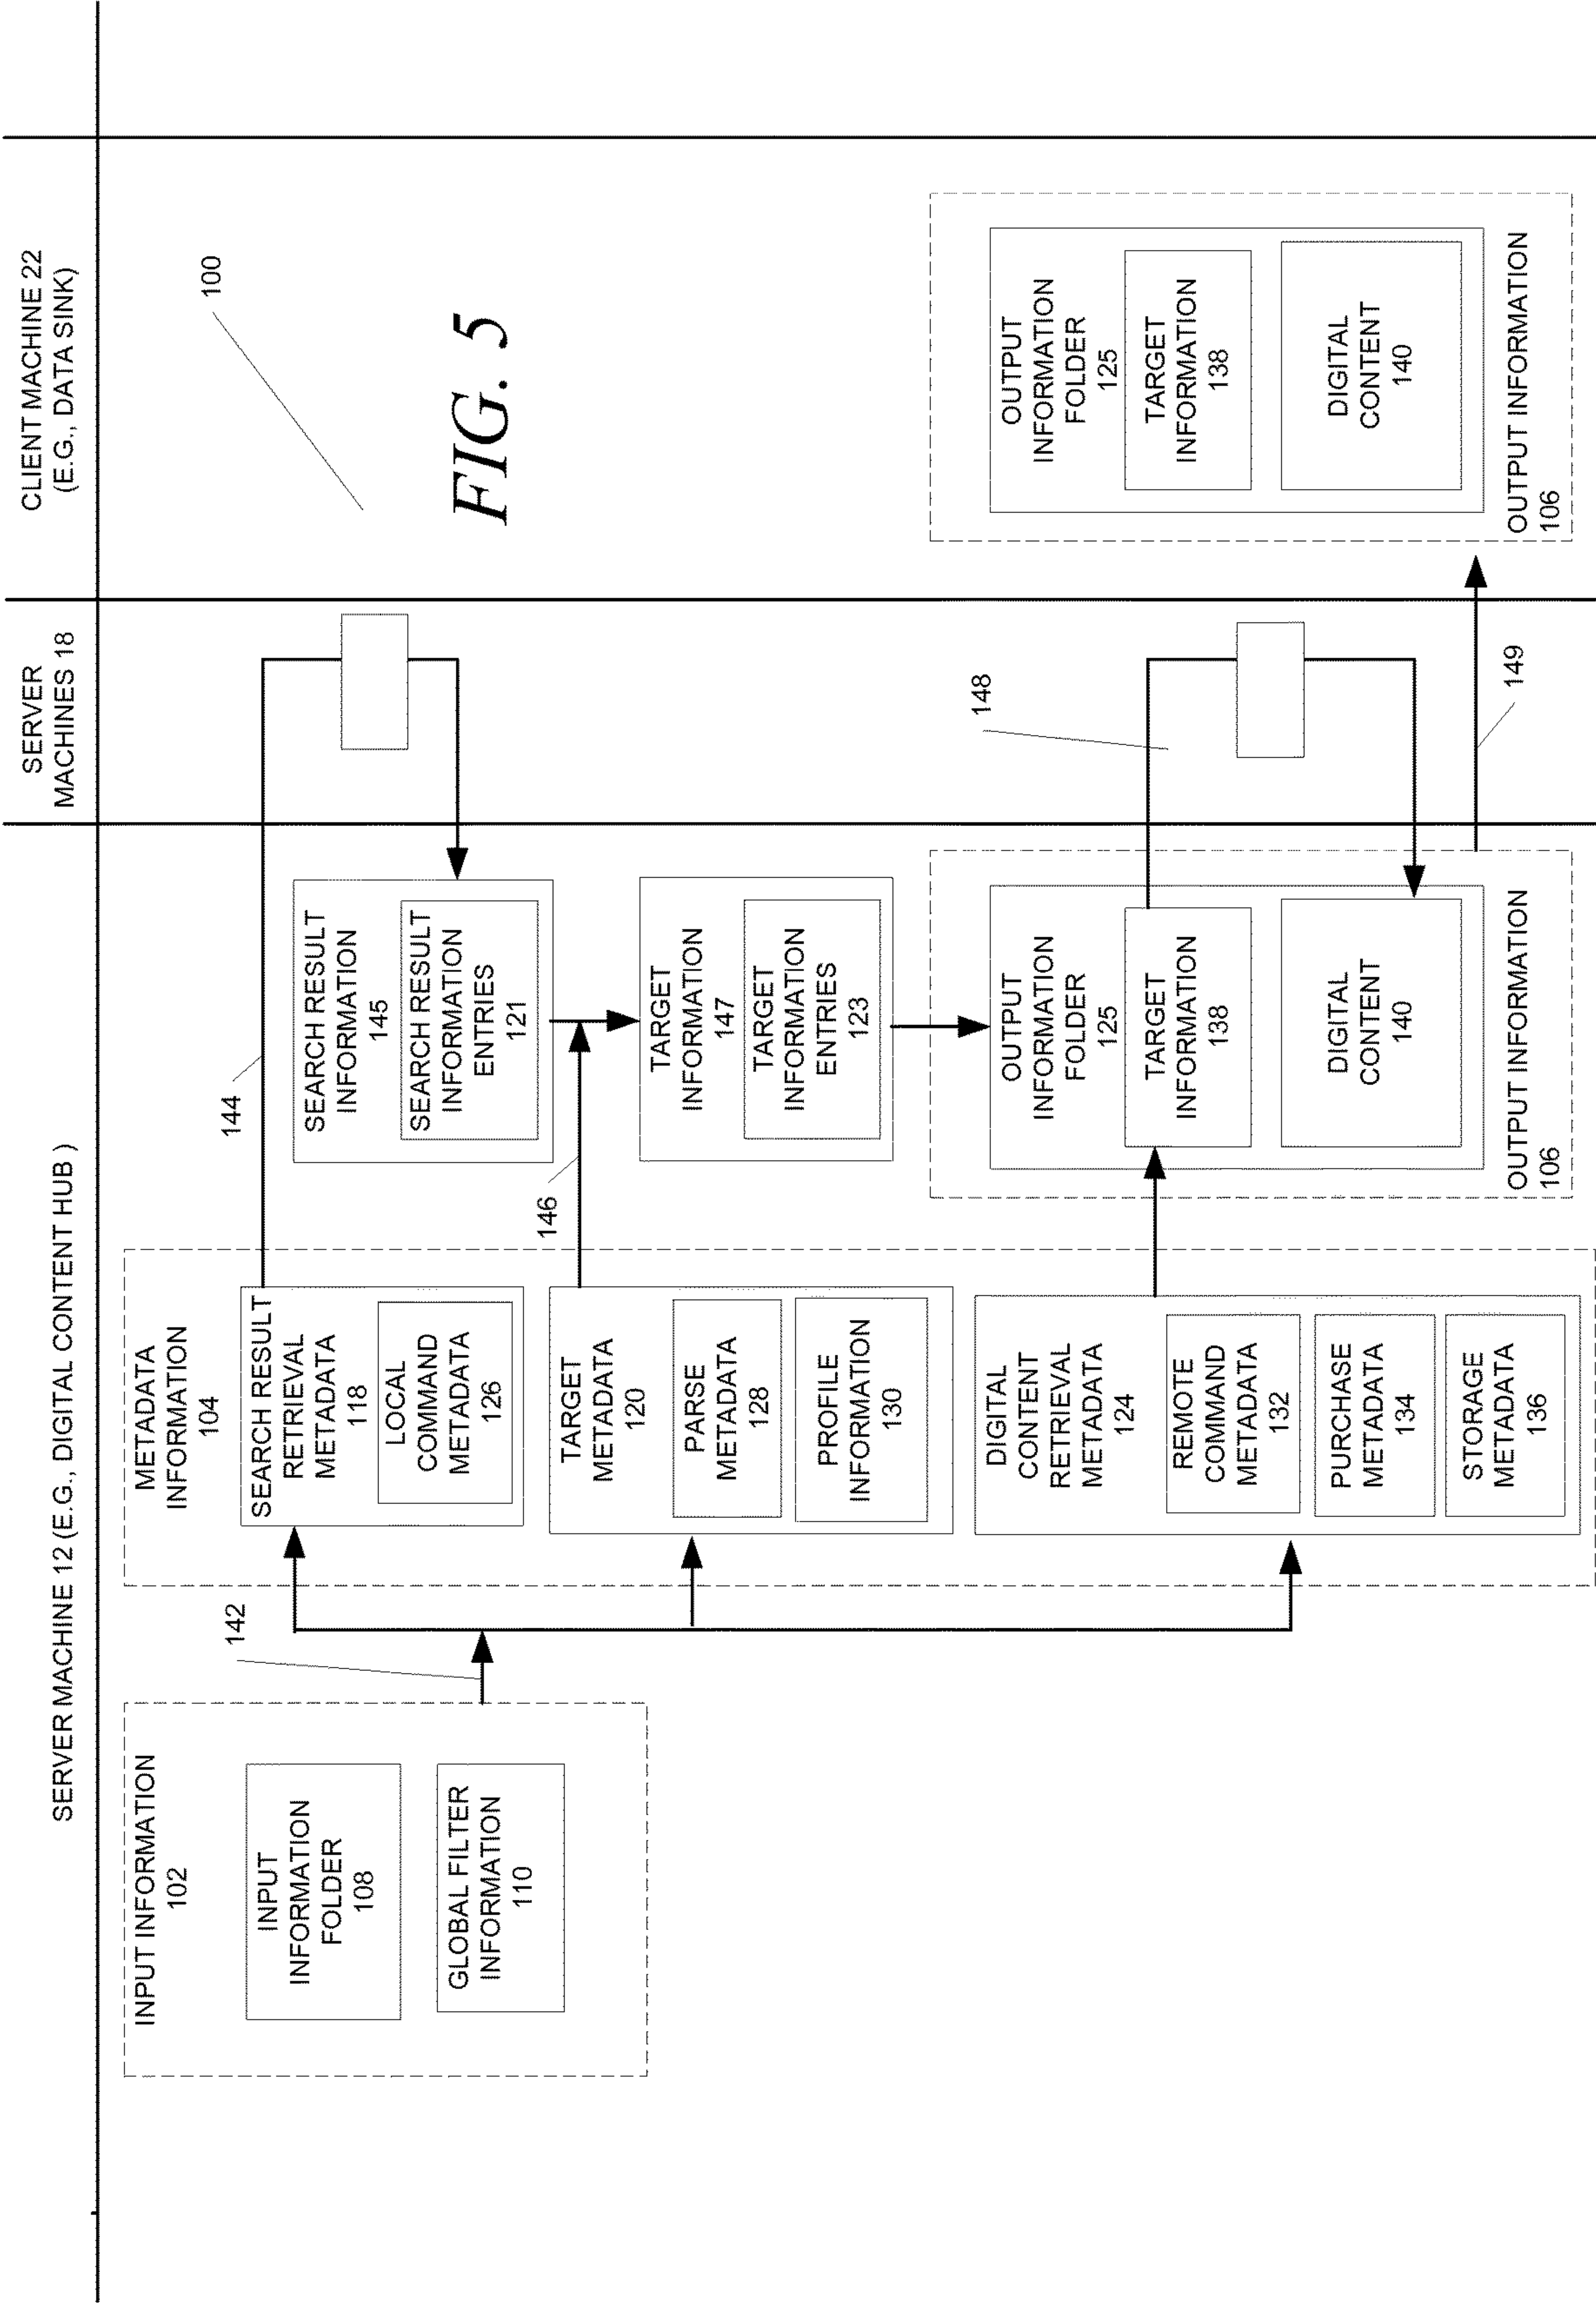 SERVER MACHINE 12 (E.G., DIGITAL CONTENT HUB )
SERVER
MACHINES 18
CLIENT MACHINE 22
(E.G., DATA SINK)
INPUT INFORMATION
102
INPUT
INFORMATION
FOLDER
108
GLOBAL FILTER
INFORMATION
110
142
METADATA
INFORMATION
104
SEARCH RESULT
RETRIEVAL
METADATA
118
LOCAL
COMMAND
METADATA
126
TARGET
METADATA
120
PARSE
METADATA
128
PROFILE
INFORMATION
130
DIGITAL
CONTENT
RETRIEVAL
METADATA
124
REMOTE
COMMAND
METADATA
132
PURCHASE
METADATA
134
STORAGE
METADATA
136
144
146
SEARCH RESULT
INFORMATION
145
SEARCH RESULT
INFORMATION
ENTRIES
121
TARGET
INFORMATION
147
TARGET
INFORMATION
ENTRIES
123
OUTPUT
INFORMATION
FOLDER
125
TARGET
INFORMATION
138
DIGITAL
CONTENT
140
OUTPUT INFORMATION
106
148
149
100
FIG. 5
OUTPUT
INFORMATION
FOLDER
125
TARGET
INFORMATION
138
DIGITAL
CONTENT
140
OUTPUT INFORMATION
106